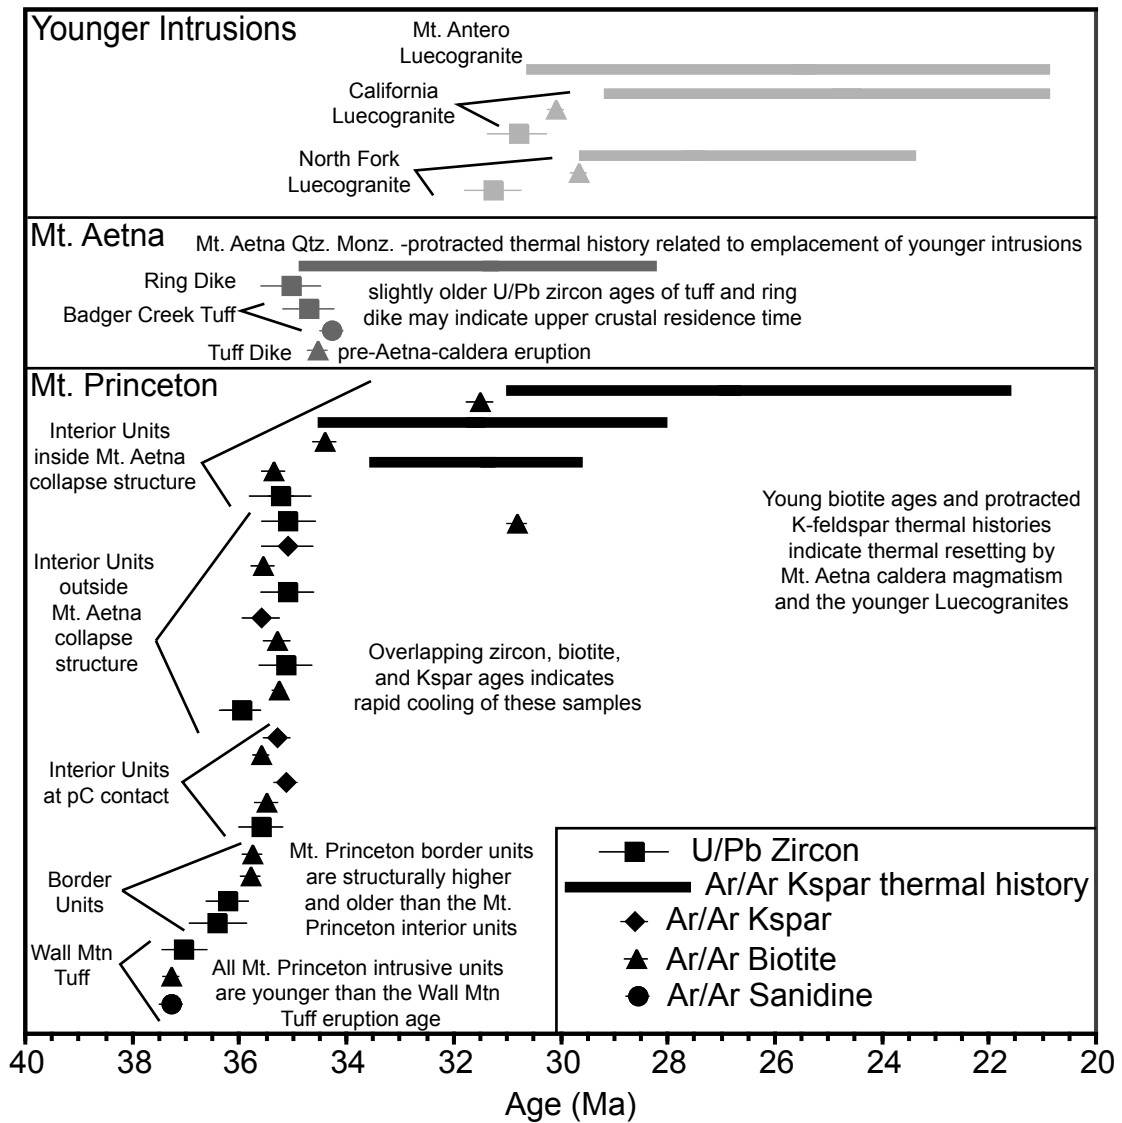 Younger Intrusions
Mt. Antero
Luecogranite
California
Luecogranite
North Fork
Luecogranite
Mt. Aetna
Mt. Aetna Qtz. Monz. -protracted thermal history related to emplacement of younger intrusions
Ring Dike
slightly older U/Pb zircon ages of tuff and ring
dike may indicate upper crustal residence time
Badger Creek Tuff
Tuff Dike
pre-Aetna-caldera eruption
Mt. Princeton
Interior Units
inside Mt. Aetna
collapse structure
Young biotite ages and protracted
K-feldspar thermal histories
indicate thermal resetting by
Mt. Aetna caldera magmatism
and the younger Luecogranites
Interior Units
outside
Mt. Aetna
collapse
structure
Overlapping zircon, biotite,
and Kspar ages indicates
rapid cooling of these samples
Interior Units
at pC contact
Mt. Princeton border units
are structurally higher
and older than the Mt.
Princeton interior units
Border
Units
Wall Mtn
Tuff
All Mt. Princeton intrusive units
are younger than the Wall Mtn
Tuff eruption age
U/Pb Zircon
Ar/Ar Kspar thermal history
Ar/Ar Kspar
Ar/Ar Biotite
Ar/Ar Sanidine
40 38 36 34 32 30 28 26 24 22 20
Age (Ma)